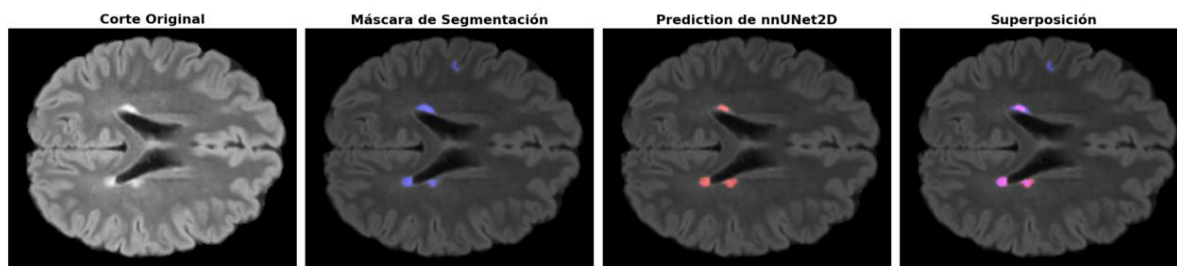 Corte Original
Máscara de Segmentación
Prediction de nnUNet2D
Superposición